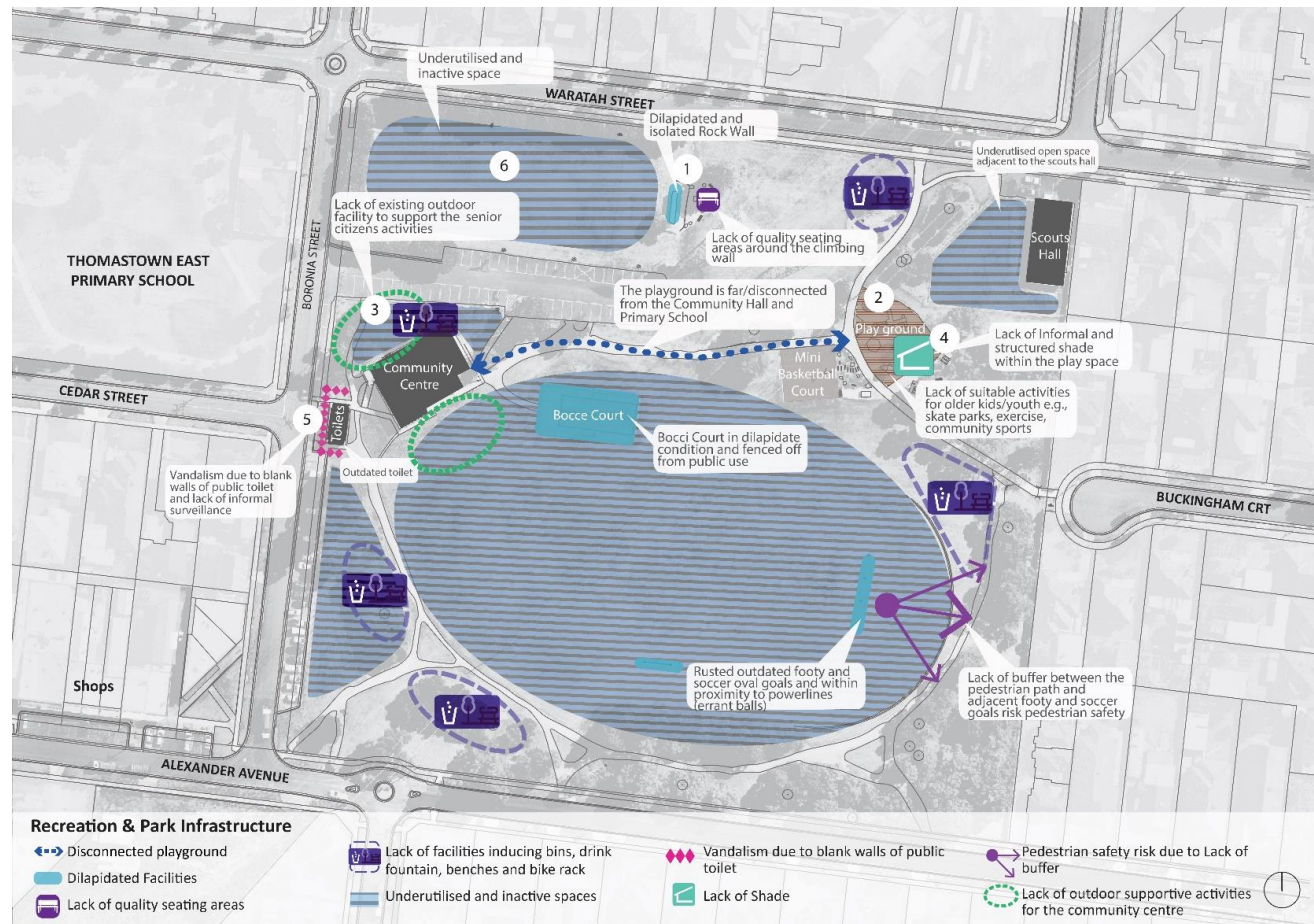 Underutilised and
inactive space
WARATAH STREET
Dilapidated and
isolated Rock Wall
1
6
Underutlised open space
adjacent to the scouts hall
Lack of existing outdoor
facility to support the senior
citizens activities
BORONIA STREET
THOMASTOWN EAST
PRIMARY SCHOOL
Lack of quality seating
areas around the climbing
wall
Scouts
Hall
The playground is far/disconnected
from the Community Hall and
Primary School
2
Play ground
3
4
Lack of Informal and
structured shade
within the play space
Community
Centre
Mini
Basketball
Court
CEDAR STREET
Lack of suitable activities
for older kids/youth e.g.,
skate parks, exercise,
community sports
5
Toilets
Bocce Court
Bocci Court in dilapidate
condition and fenced off
from public use
Outdated toilet
Vandalism due to blank
walls of public toilet
and lack of informal
surveillance
BUCKINGHAM CRT
Shops
Rusted outdated footy and
soccer oval goals and within
proximity to powerlines
(errant balls)
Lack of buffer between the
pedestrian path and
adjacent footy and soccer
goals risk pedestrian safety
ALEXANDER AVENUE
Recreation & Park Infrastructure
Disconnected playground
Dilapidated Facilities
Lack of quality seating areas
Lack of facilities inducing bins, drink
fountain, benches and bike rack
Underutilised and inactive spaces
Vandalism due to blank walls of public
toilet
Lack of Shade
Pedestrian safety risk due to Lack of
buffer
Lack of outdoor supportive activities
for the community centre